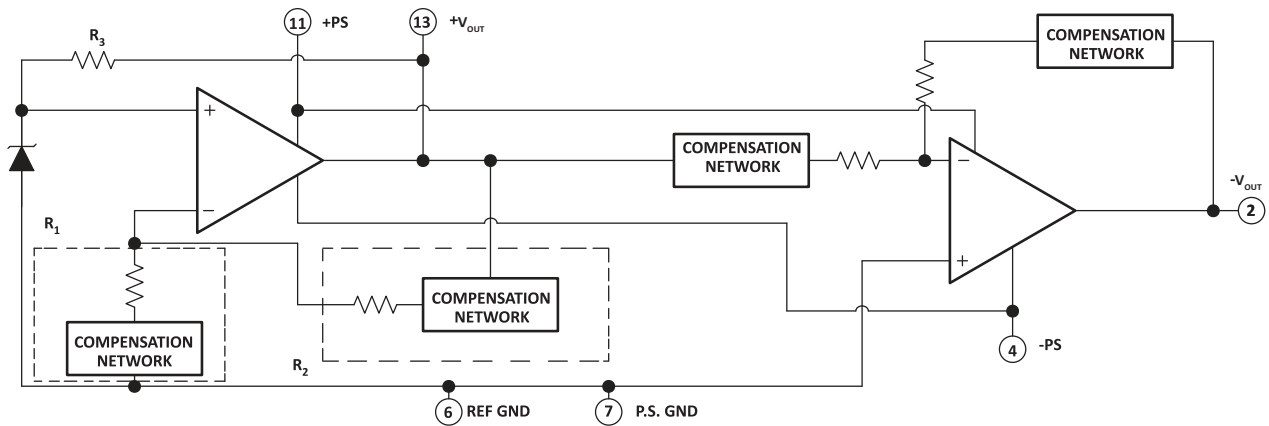 11 +PS
13 +VOUT
R3
COMPENSATION
NETWORK
+
COMPENSATION
NETWORK
−
-VOUT
2
−
R1
+
COMPENSATION
NETWORK
COMPENSATION
NETWORK
R2
4 -PS
6 REF GND
7 P.S. GND